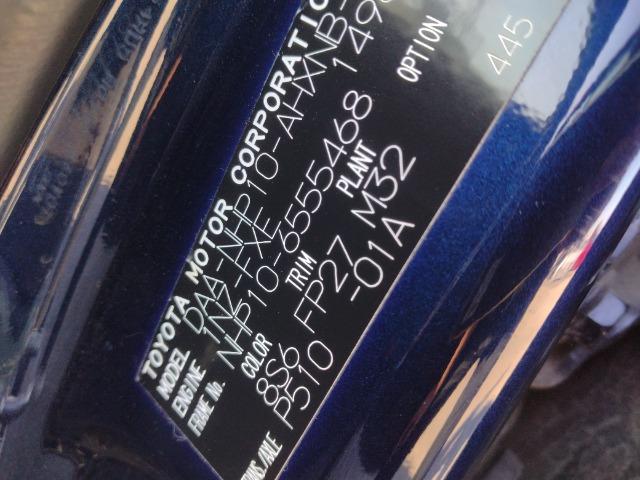 TOYOTA MOTOR CORPORATION
MODEL DAA-NHP10-AHXNB
ENGINE 1NZ-FXE 149
FRAME No. NHP10-6555468
COLOR TRIM PLANT OPTION
8S6 FP27 M32 445
P510 -01A